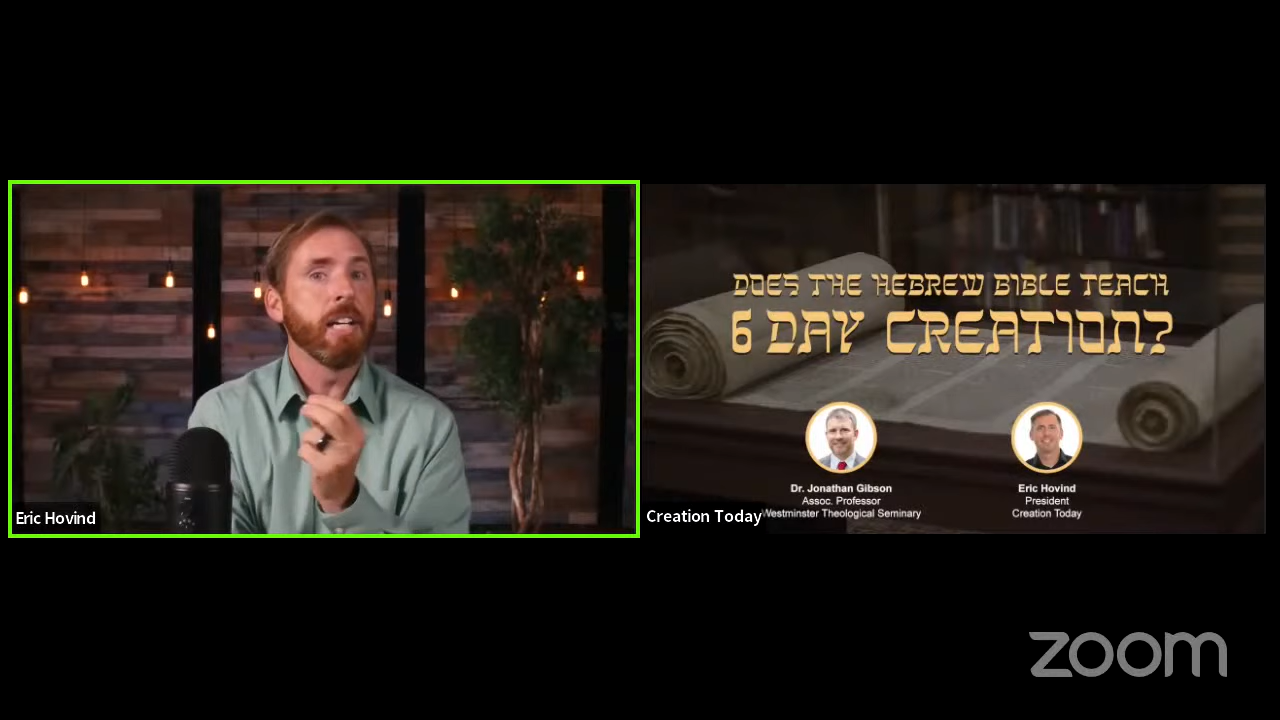 Eric Hovind
DOES THE HEBREW BIBLE TEACH
6 DAY CREATION?
Dr. Jonathan Gibson
Assoc. Professor
Westminster Theological Seminary
Eric Hovind
President
Creation Today
Creation Today
zoom